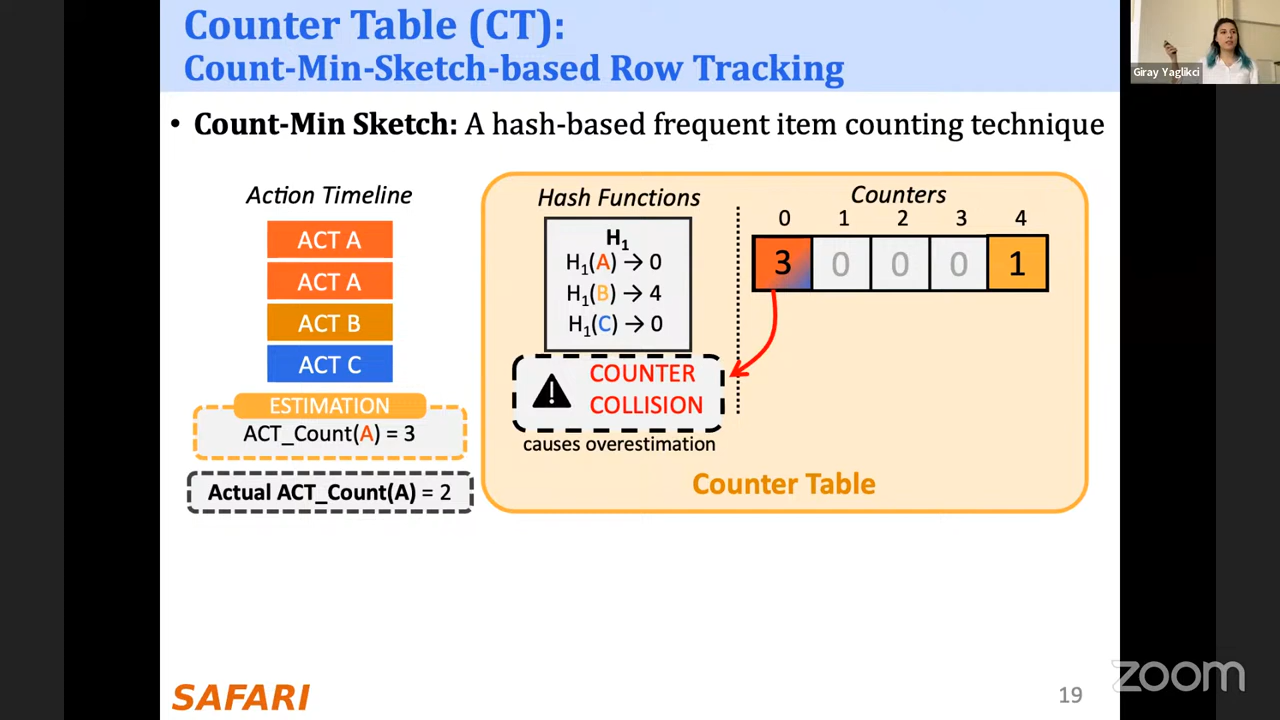 Counter Table (CT):
Count-Min-Sketch-based Row Tracking
Giray Yaglikci
• Count-Min Sketch: A hash-based frequent item counting technique
Action Timeline
ACT A
ACT A
ACT B
ACT C
ESTIMATION
ACT_Count(A) = 3
Actual ACT_Count(A) = 2
Hash Functions
H₁
H₁(A) → 0
H₁(B) → 4
H₁(C) → 0
COUNTER
COLLISION
causes overestimation
Counters
0 1 2 3 4
3 0 0 0 1
Counter Table
SAFARI
19
zoom